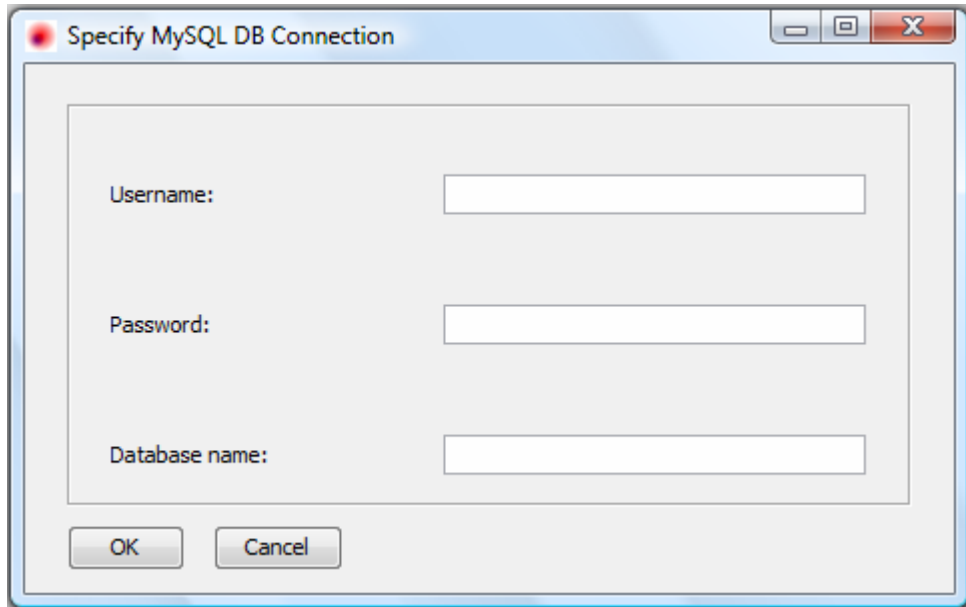 Specify MySQL DB Connection
Username:
Password:
Database name:
OK Cancel